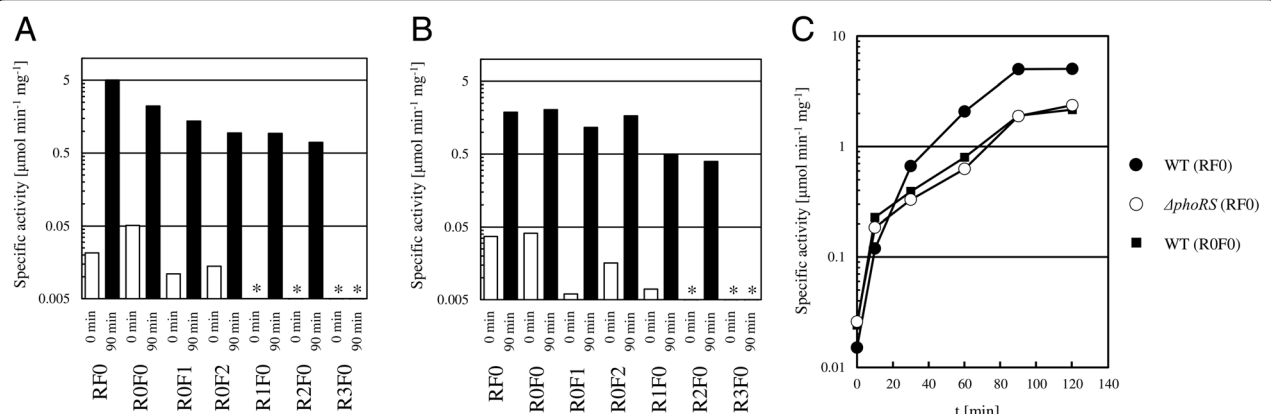 A
Specific activity [µmol min⁻¹ mg⁻¹]
5
0.5
0.05
0.005
* * * *
0 min 90 min 0 min 90 min 0 min 90 min 0 min 90 min 0 min 90 min 0 min 90 min 0 min 90 min
RF0 R0F0 R0F1 R0F2 R1F0 R2F0 R3F0
B
Specific activity [µmol min⁻¹ mg⁻¹]
5
0.5
0.05
0.005
* * *
0 min 90 min 0 min 90 min 0 min 90 min 0 min 90 min 0 min 90 min 0 min 90 min 0 min 90 min
RF0 R0F0 R0F1 R0F2 R1F0 R2F0 R3F0
C
Specific activity [µmol min⁻¹ mg⁻¹]
10
1
0.1
0.01
0 20 40 60 80 100 120 140
t [min]
WT (RF0)
ΔphoRS (RF0)
WT (R0F0)